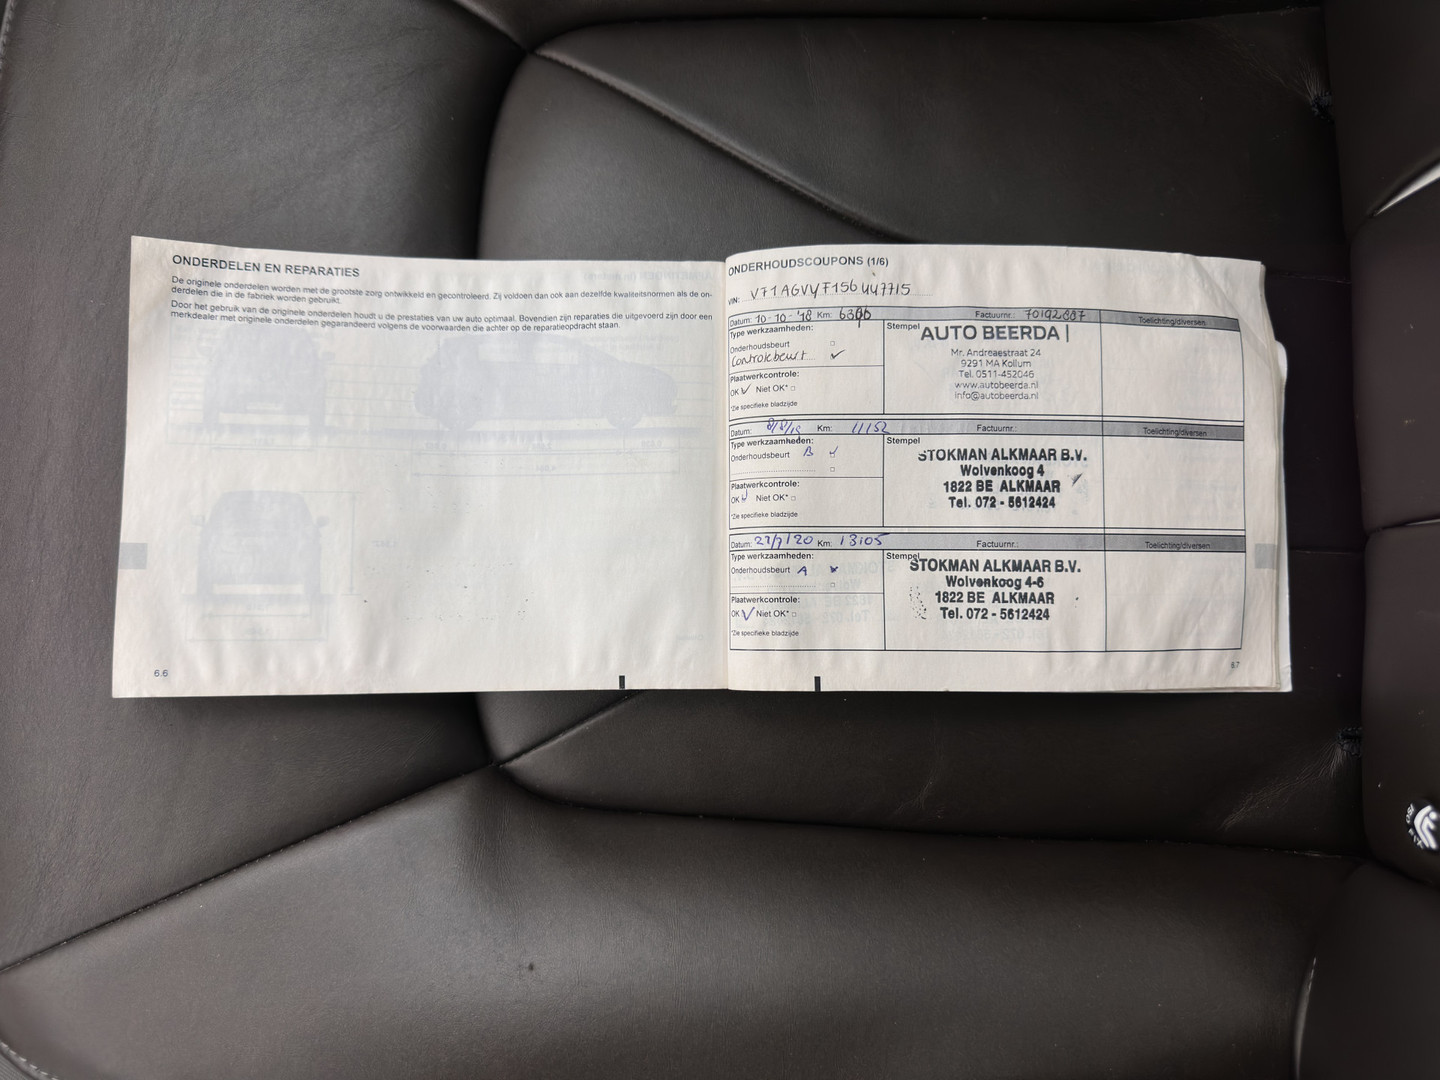 ONDERDELEN EN REPARATIES
De originele onderdelen worden met de grootste zorg ontwikkeld en gecontroleerd. Zij voldoen dan ook aan dezelfde kwaliteitsnormen als de on-
derdelen die in de fabriek worden gebruikt.
Door het gebruik van de originele onderdelen houdt u de prestaties van uw auto optimaal. Bovendien zijn reparaties die uitgevoerd zijn door een
merkdealer met originele onderdelen gegarandeerd volgens de voorwaarden die achter op de reparatieopdracht staan.
6.6
ONDERHOUDSCOUPONS (1/6)
VIN:
Datum: 10-10-'18 Km: Factuurnr.: Toelichting/diversen
Type werkzaamheden:
Onderhoudsbeurt
Controlebeurt
Plaatwerkcontrole:
OK Niet OK*
*Zie specifieke bladzijde
Stempel
AUTO BEERDA
Mr. Andreaestraat 24
9291 MA Kollum
Tel. 0511-452046
www.autobeerda.nl
info@autobeerda.nl
Datum: Km: 11152 Factuurnr.: Toelichting/diversen
Type werkzaamheden:
Onderhoudsbeurt B
Plaatwerkcontrole:
OK Niet OK*
*Zie specifieke bladzijde
Stempel
STOKMAN ALKMAAR B.V.
Wolvenkoog 4
1822 BE ALKMAAR
Tel. 072 - 5612424
Datum: 27/7/20 Km: 13105 Factuurnr.: Toelichting/diversen
Type werkzaamheden:
Onderhoudsbeurt A
Plaatwerkcontrole:
OK Niet OK*
*Zie specifieke bladzijde
Stempel
STOKMAN ALKMAAR B.V.
Wolvenkoog 4-6
1822 BE ALKMAAR
Tel. 072 - 5612424
6.7